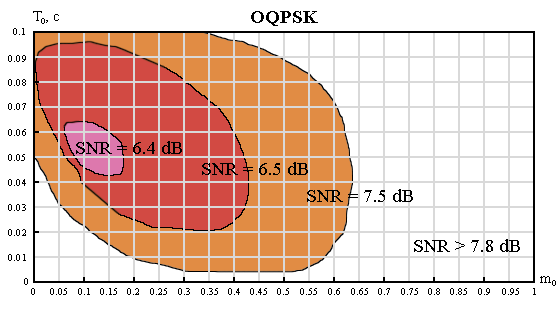 T₀, c
OQPSK
0.1
0.09
0.08
0.07
0.06
0.05
0.04
0.03
0.02
0.01
0
SNR = 6.4 dB
SNR = 6.5 dB
SNR = 7.5 dB
SNR > 7.8 dB
0 0.05 0.1 0.15 0.2 0.25 0.3 0.35 0.4 0.45 0.5 0.55 0.6 0.65 0.7 0.75 0.8 0.85 0.9 0.95 1 m₀